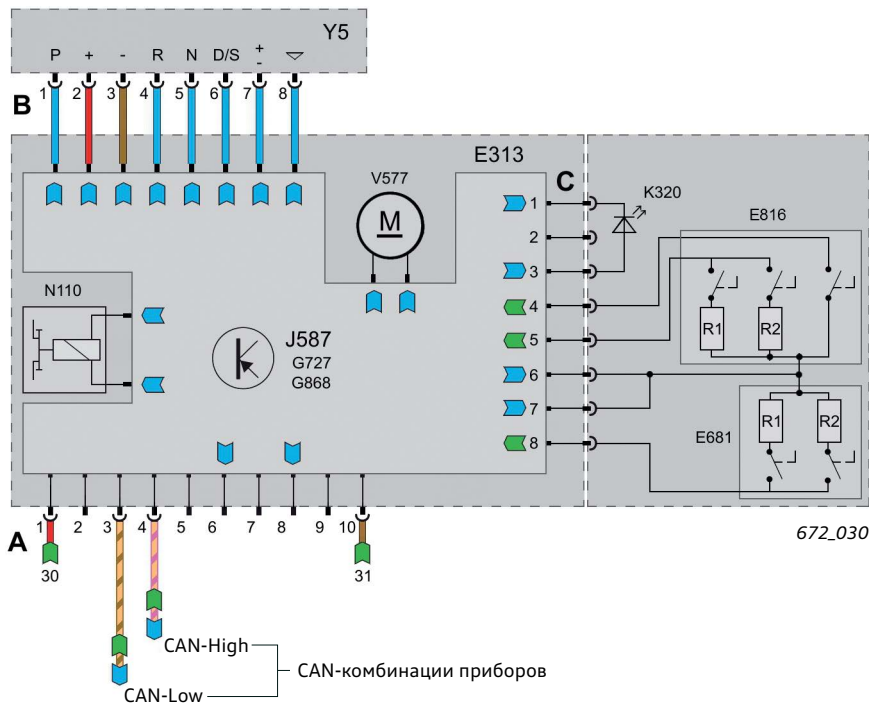 Y5
P + - R N D/S + - 
1 2 3 4 5 6 7 8
B
E313
C
V577
M
K320
E816
1
2
3
4
5
6
7
8
R1 R2
N110
J587
G727
G868
E681
R1 R2
672_030
A
1 2 3 4 5 6 7 8 9 10
30
31
CAN-High
CAN-комбинации приборов
CAN-Low